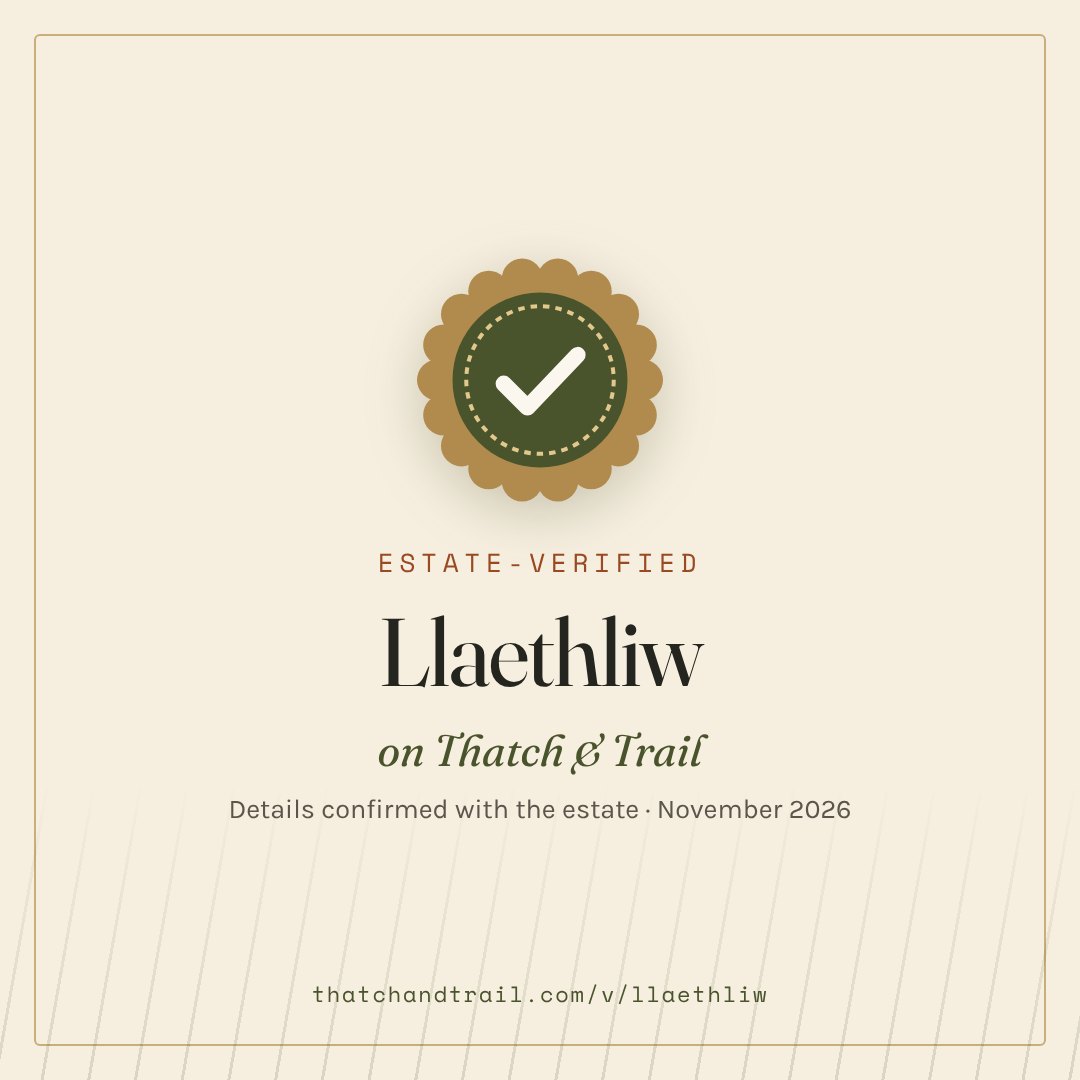 ESTATE-VERIFIED
Llaethliw
on Thatch & Trail
Details confirmed with the estate · November 2026
thatchandtrail.com/v/llaethliw